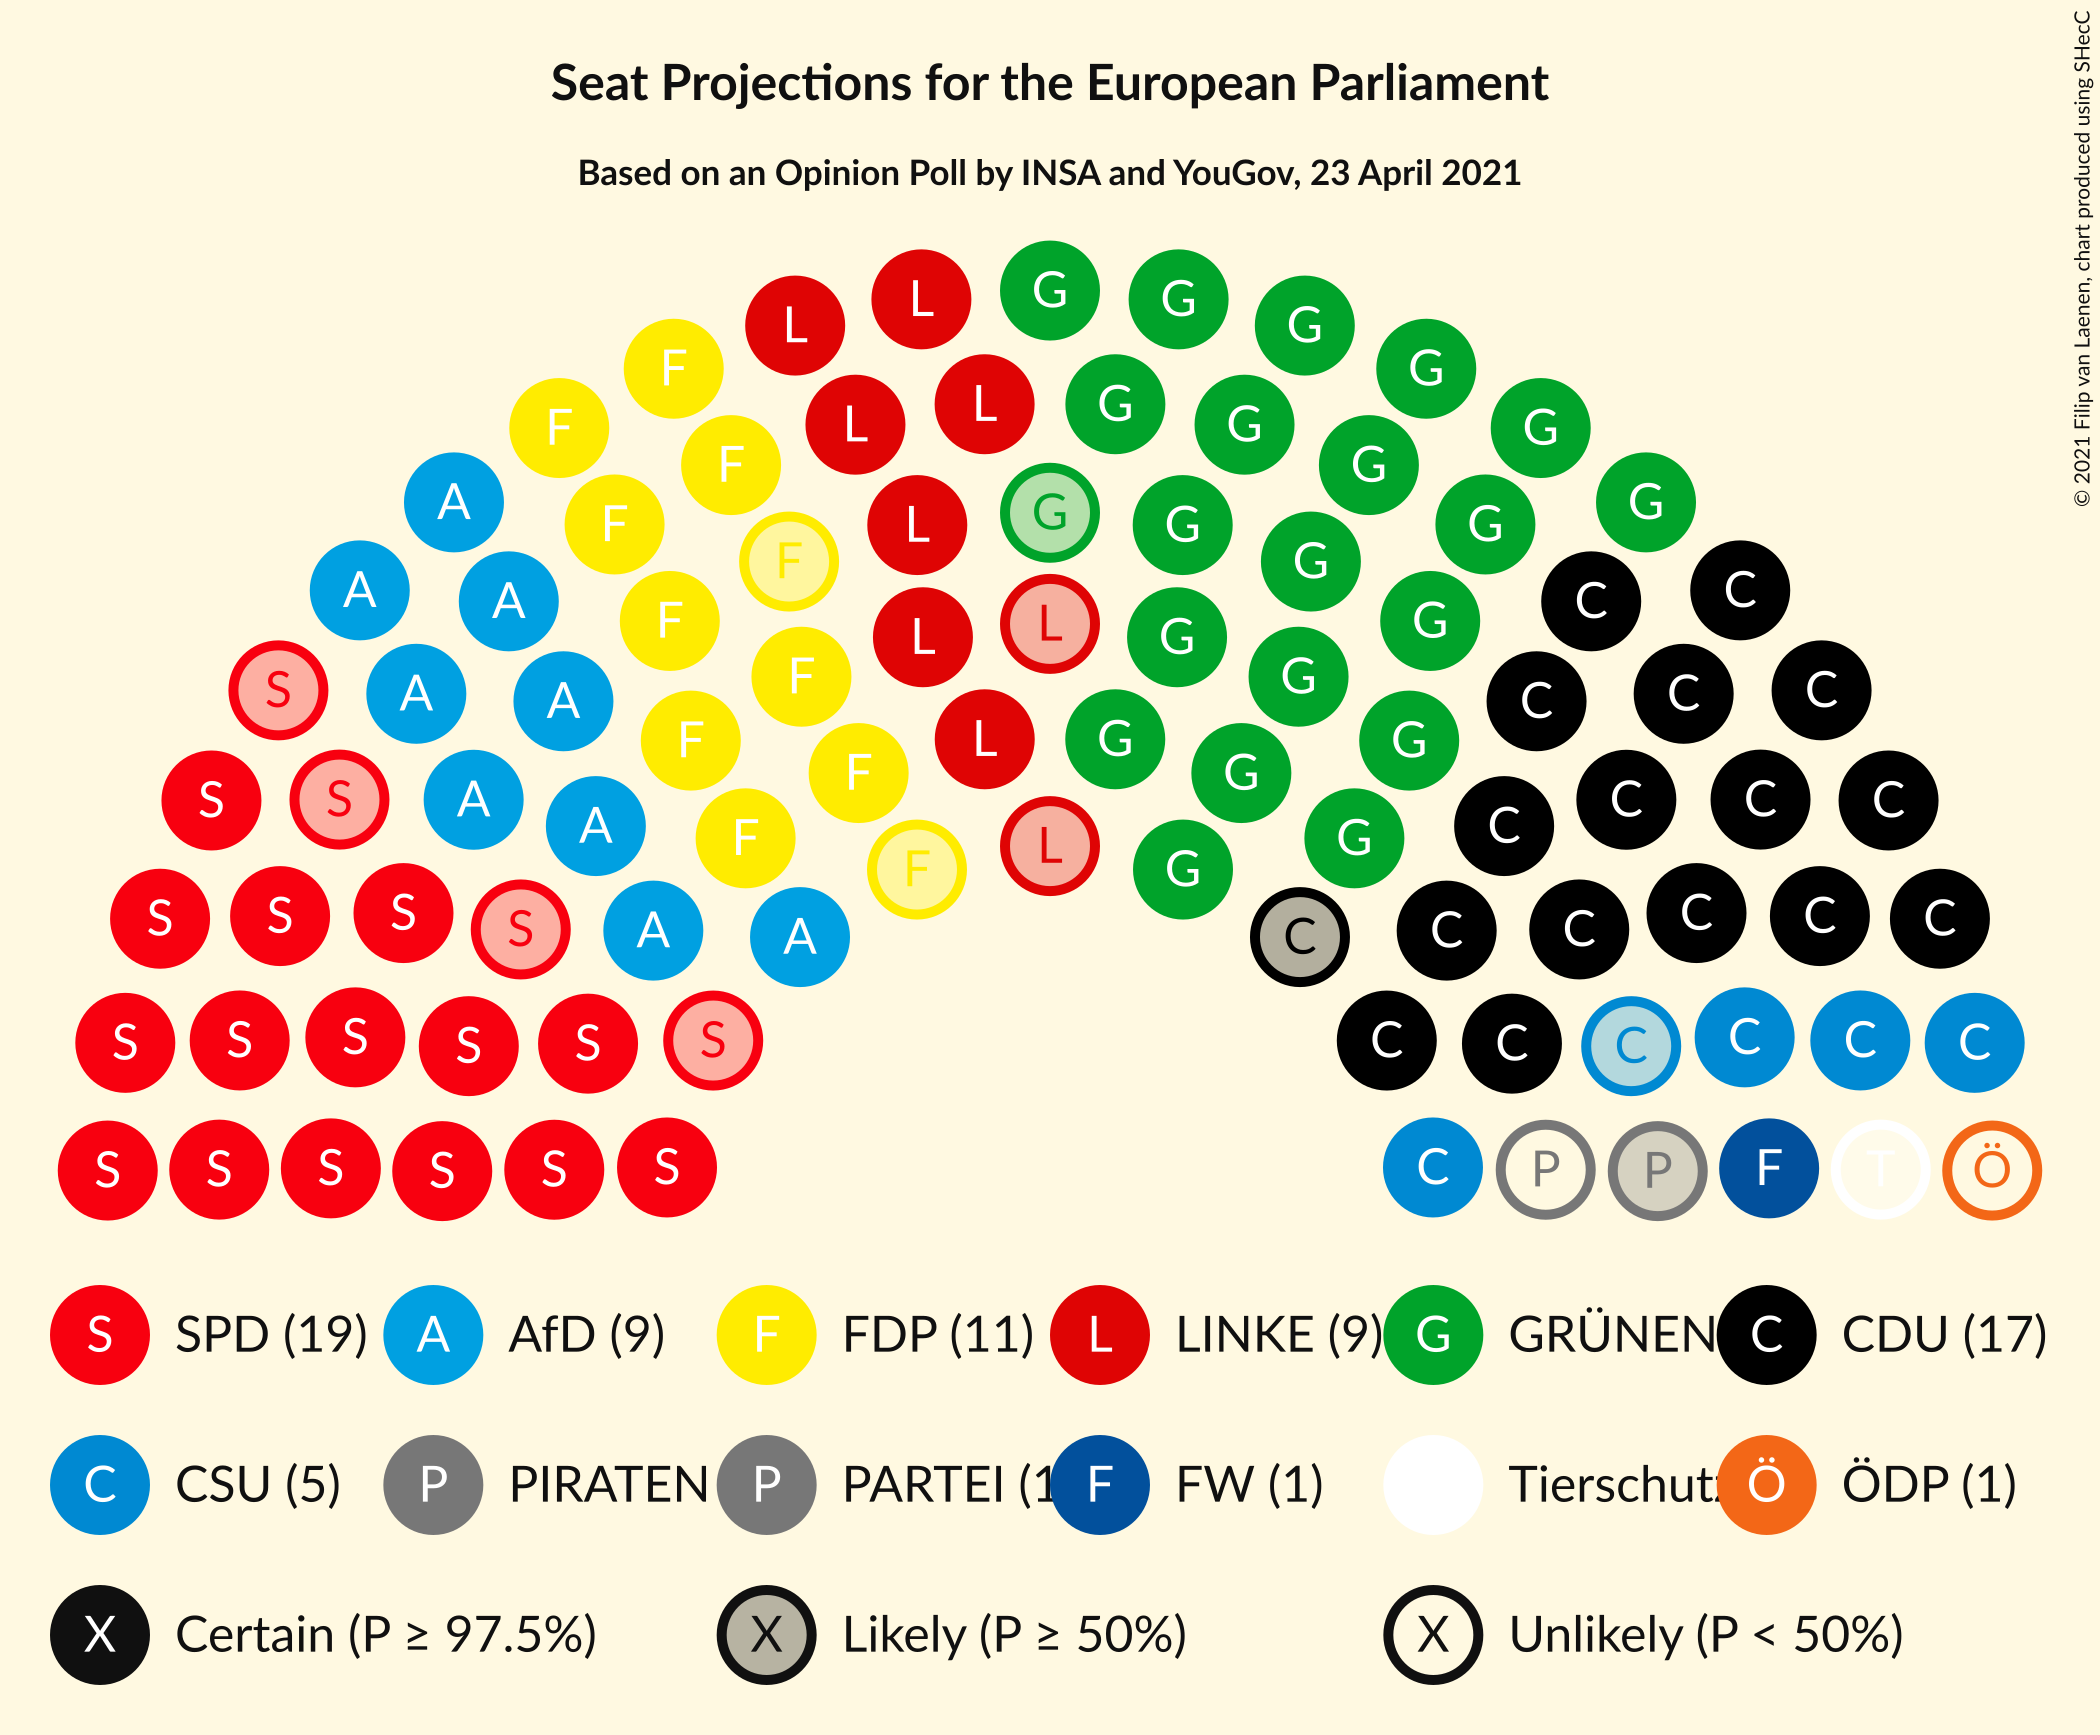 Seat Projections for the European Parliament
Based on an Opinion Poll by INSA and YouGov, 23 April 2021
© 2021 Filip van Laenen, chart produced using SHecC
L L G G G
F F G G
L L G G
F F G G
A F L G G G G
F L G
A A F L L G G C C
S A A F F G G C C C
F L G G G
S S A A F F G G C C C C
F L G
S S S S A A C C C C C C
S S S S S S C C C C C C
S S S S S S C P P F T Ö
S SPD (19) A AfD (9) F FDP (11) L LINKE (9) G GRÜNEN C CDU (17)
C CSU (5) P PIRATEN P PARTEI (1 F FW (1) Tierschutz Ö ÖDP (1)
X Certain (P ≥ 97.5%) X Likely (P ≥ 50%) X Unlikely (P < 50%)